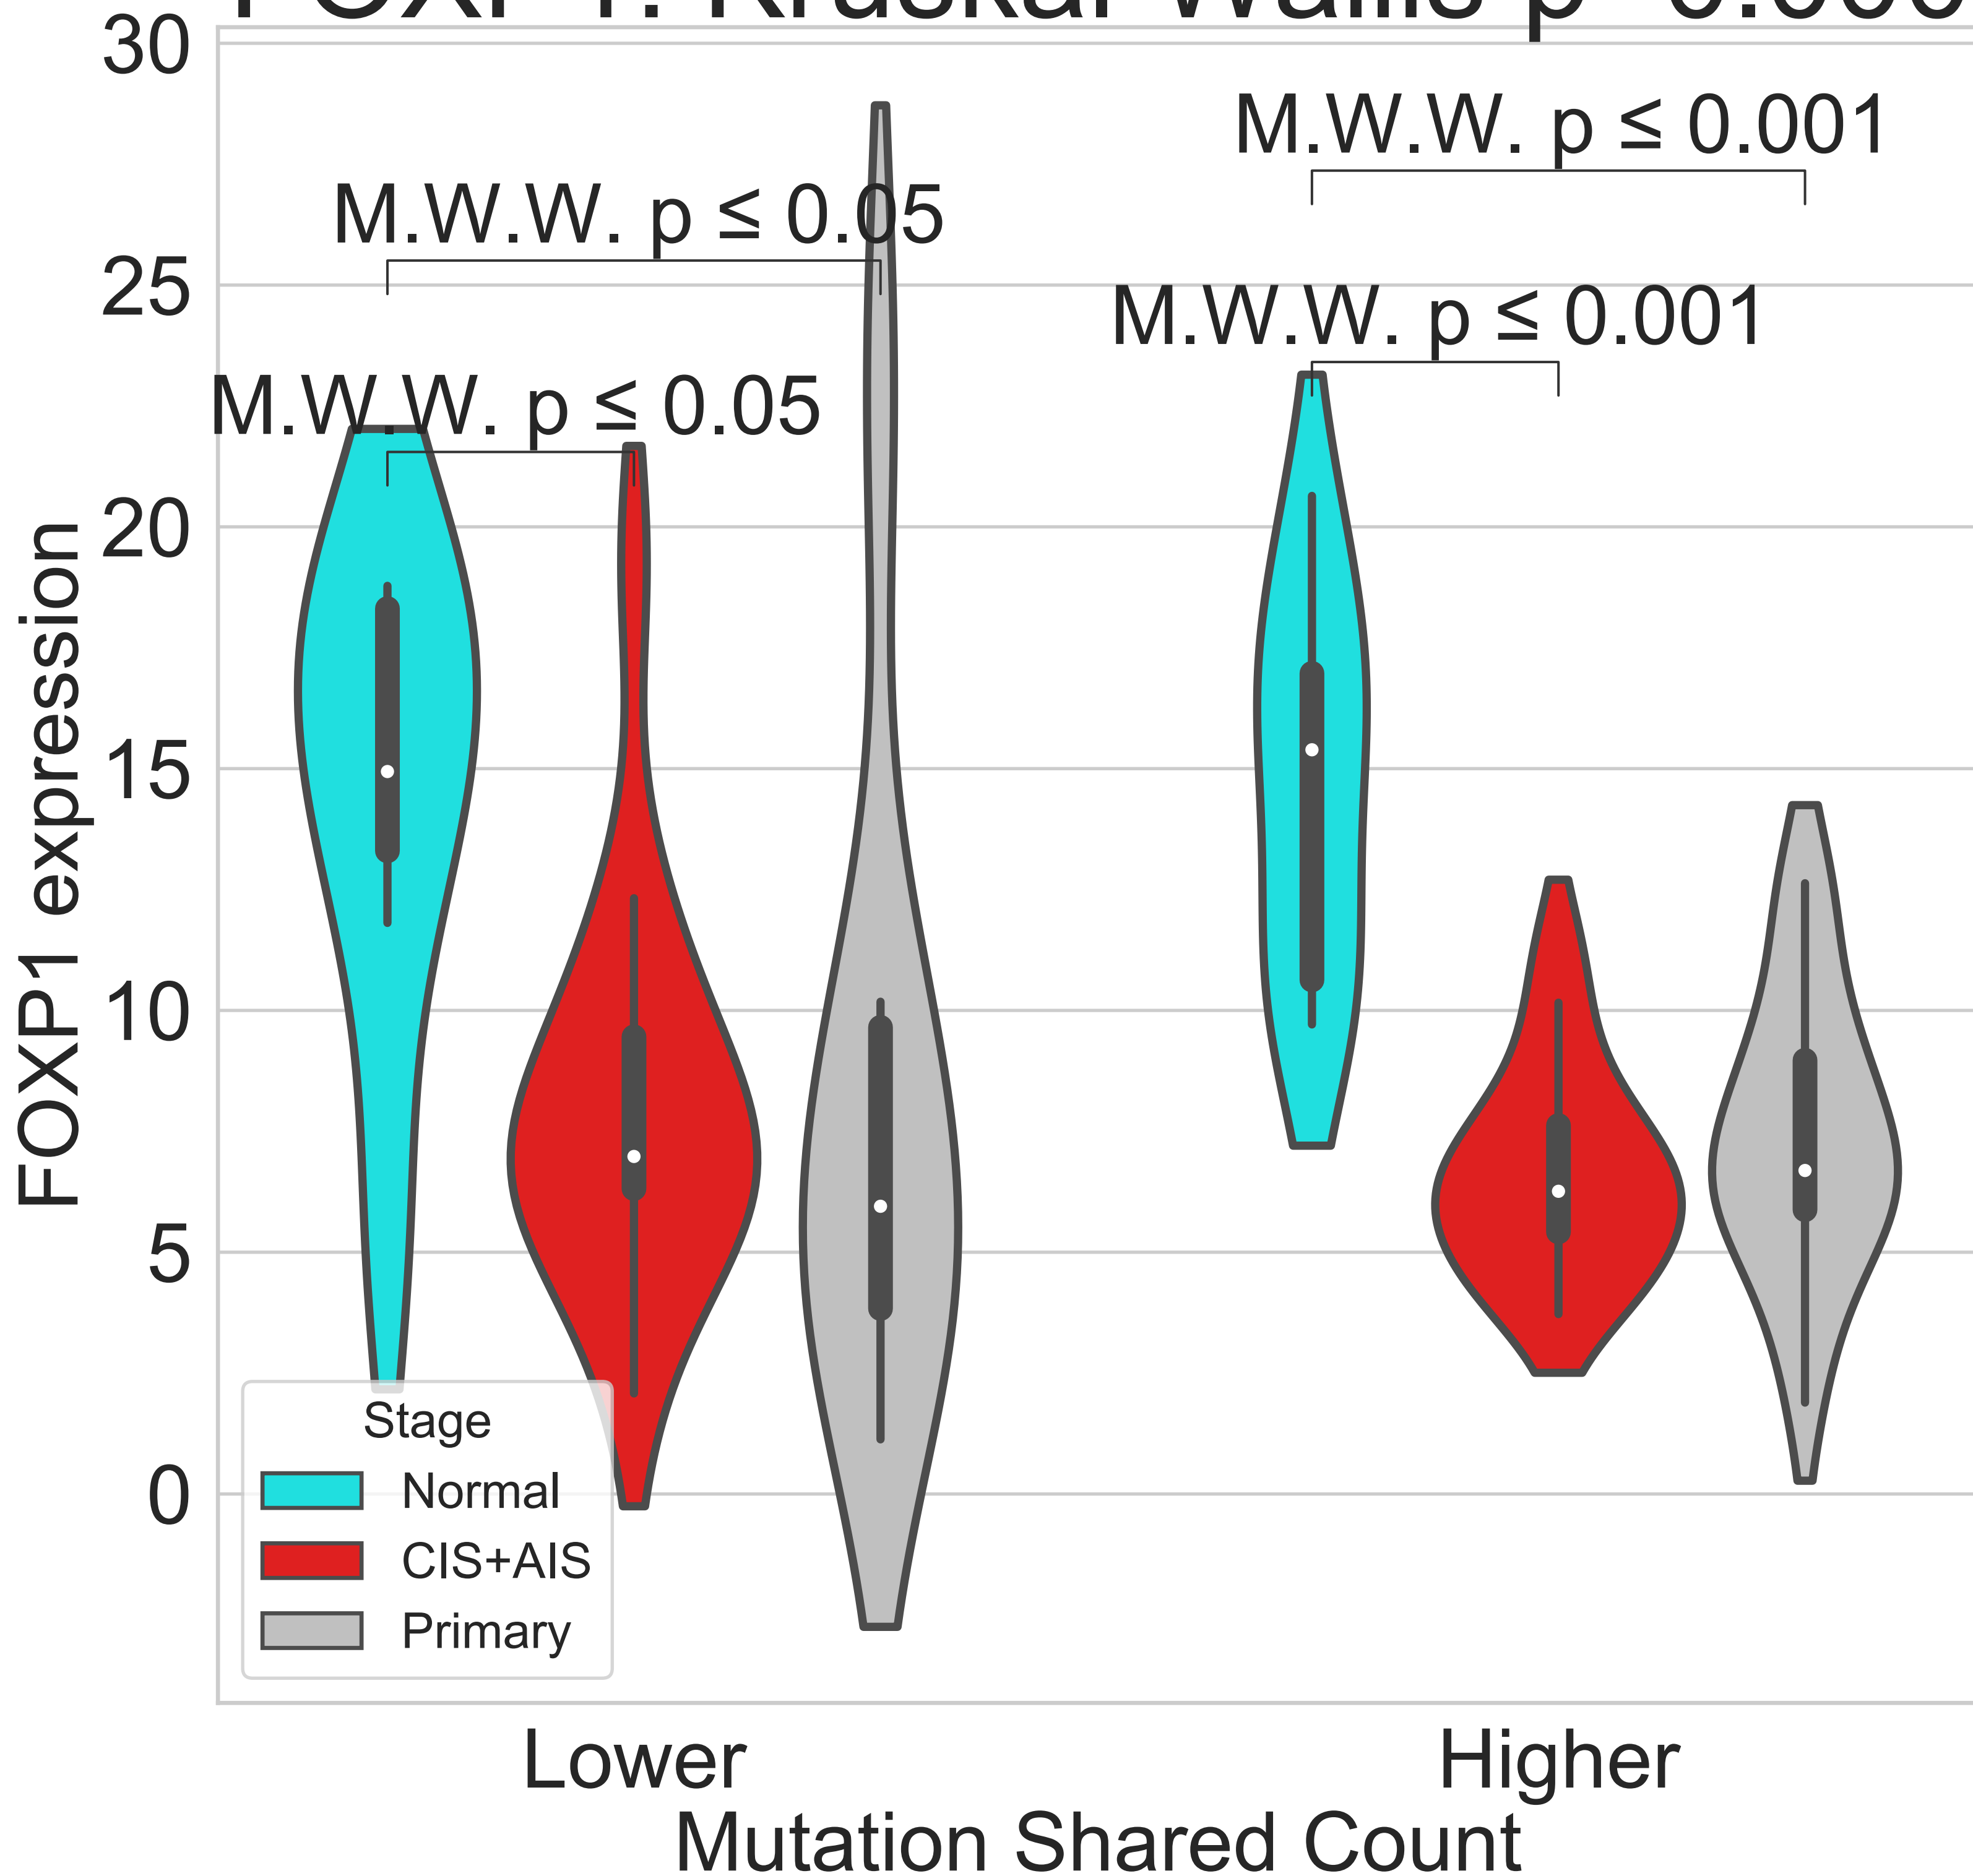 30
M.W.W. p ≤ 0.001
M.W.W. p ≤ 0.05
25
M.W.W. p ≤ 0.001
M.W.W. p ≤ 0.05
20
15
10
5
0
FOXP1 expression
Stage
Normal
CIS+AIS
Primary
Lower
Higher
Mutation Shared Count